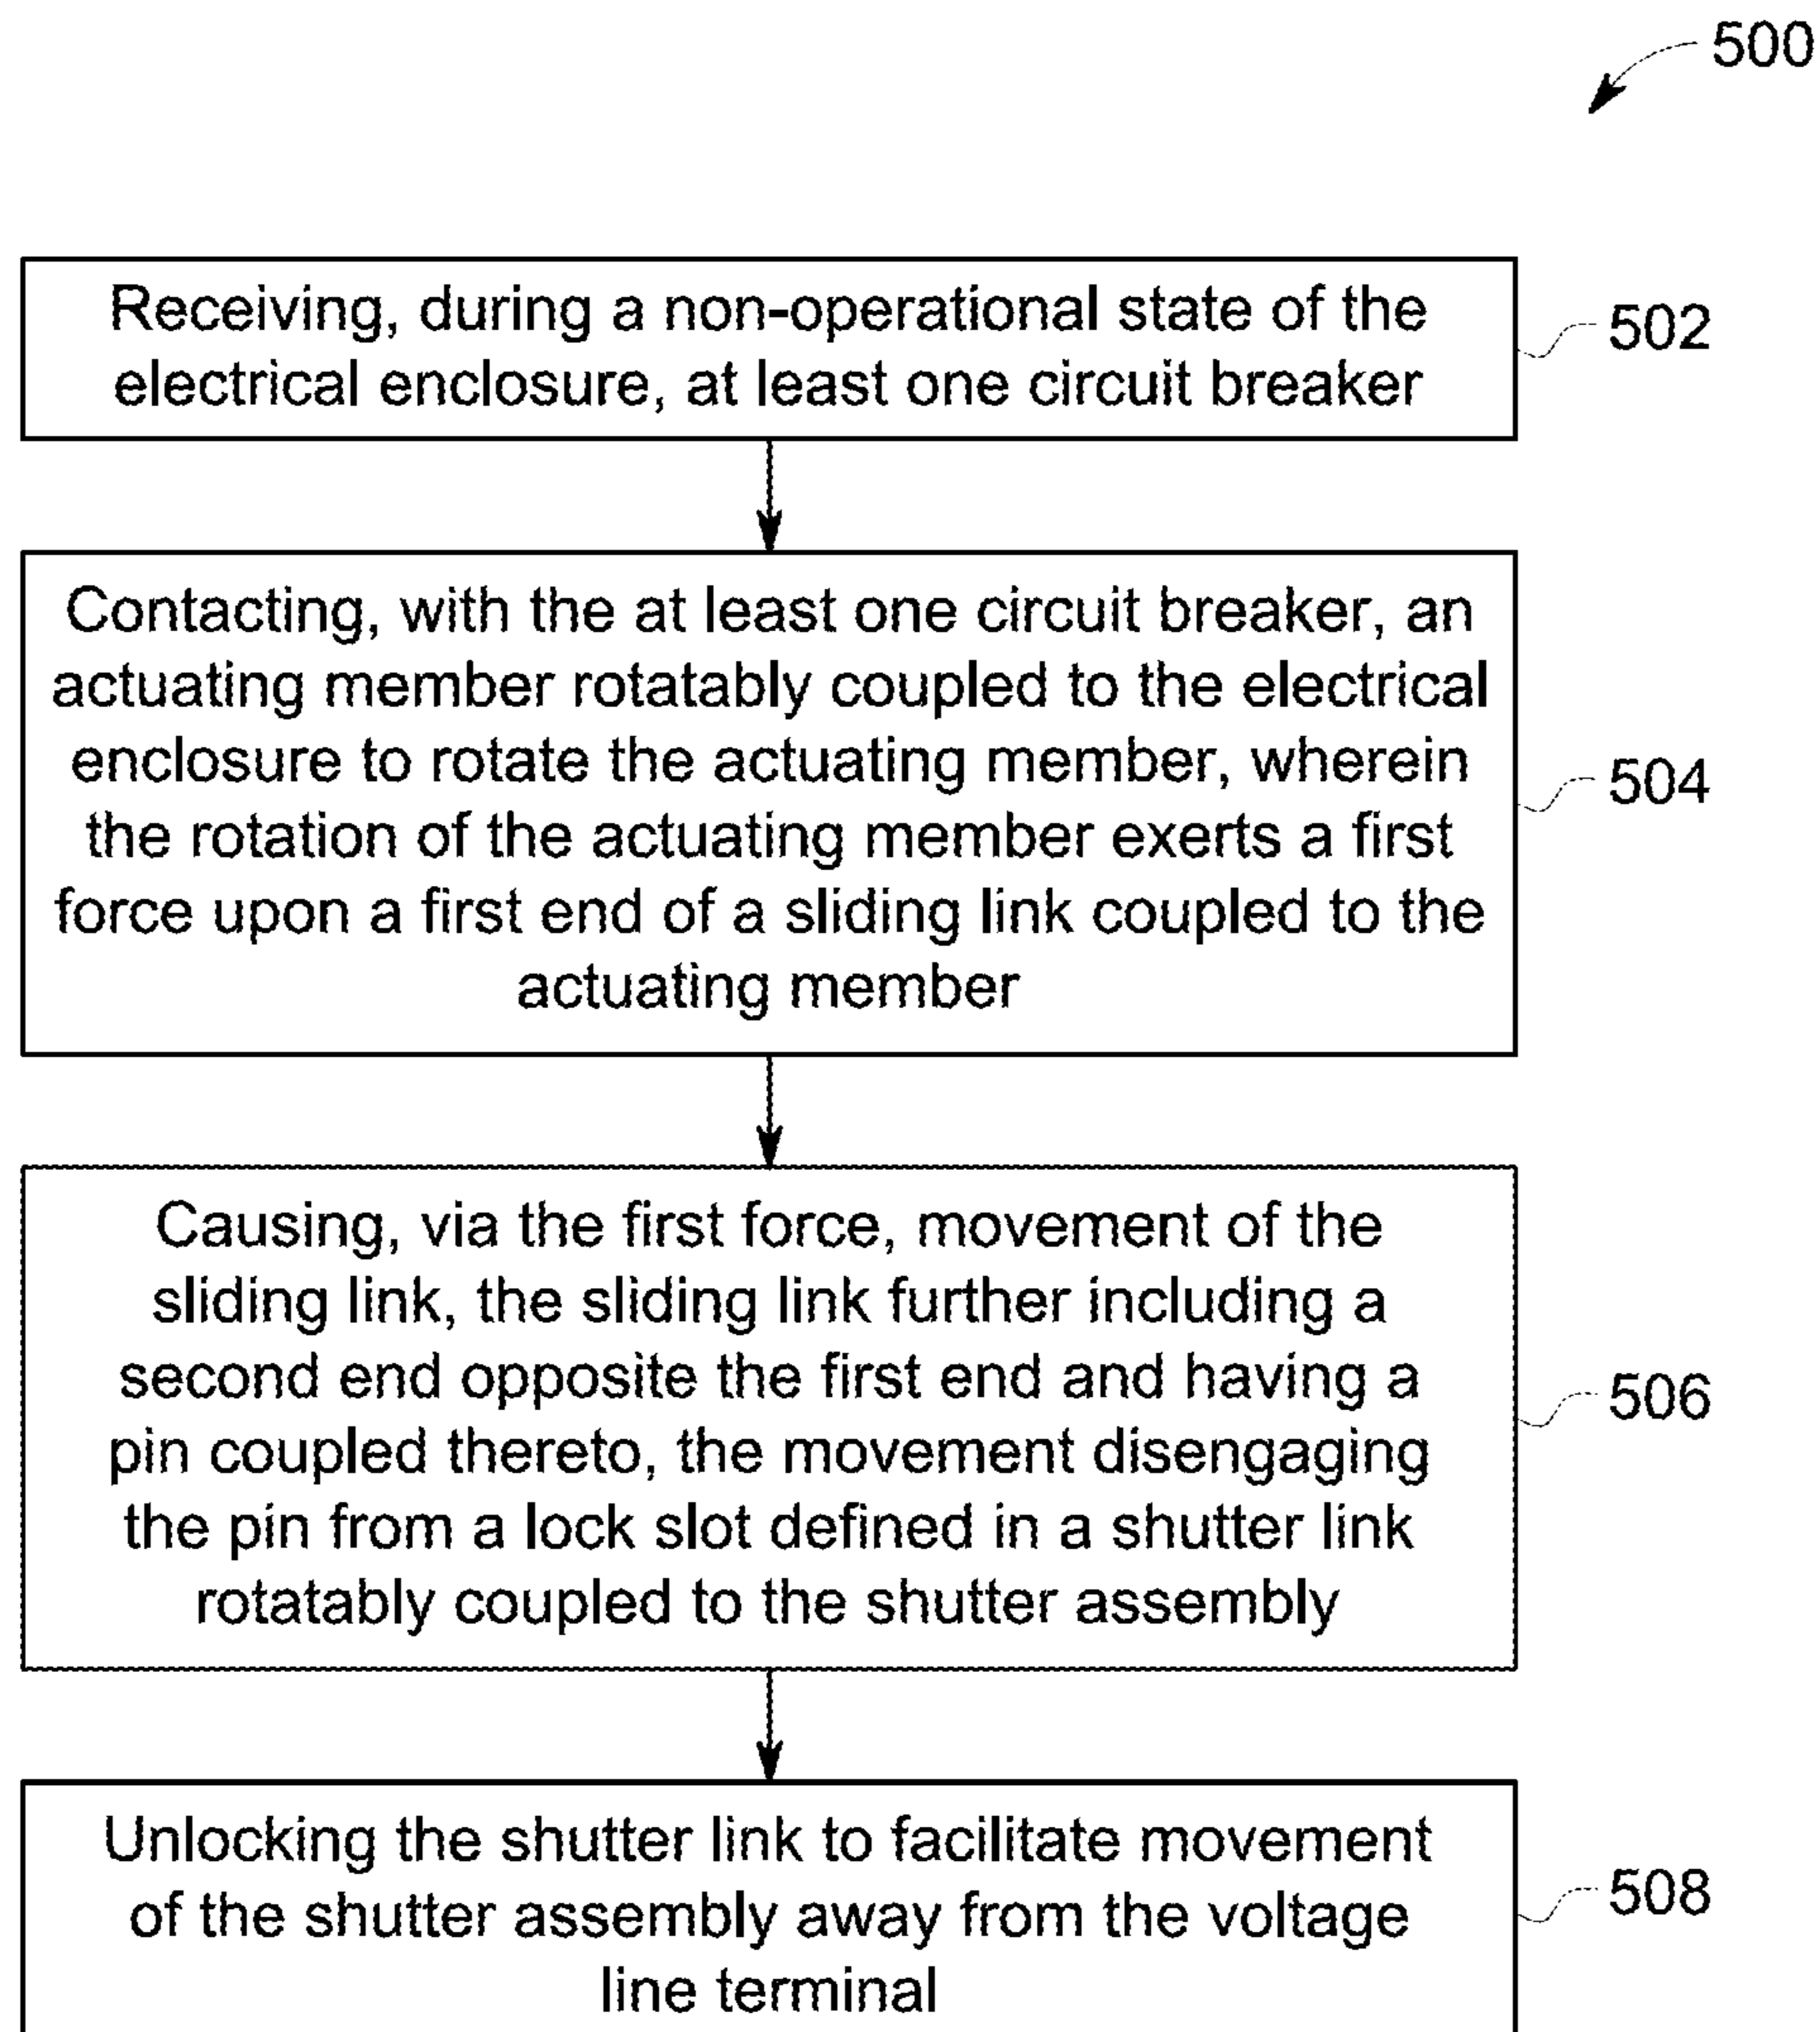 500
Receiving, during a non-operational state of the
electrical enclosure, at least one circuit breaker
502
Contacting, with the at least one circuit breaker, an
actuating member rotatably coupled to the electrical
enclosure to rotate the actuating member, wherein
the rotation of the actuating member exerts a first
force upon a first end of a sliding link coupled to the
actuating member
504
Causing, via the first force, movement of the
sliding link, the sliding link further including a
second end opposite the first end and having a
pin coupled thereto, the movement disengaging
the pin from a lock slot defined in a shutter link
rotatably coupled to the shutter assembly
506
Unlocking the shutter link to facilitate movement
of the shutter assembly away from the voltage
line terminal
508